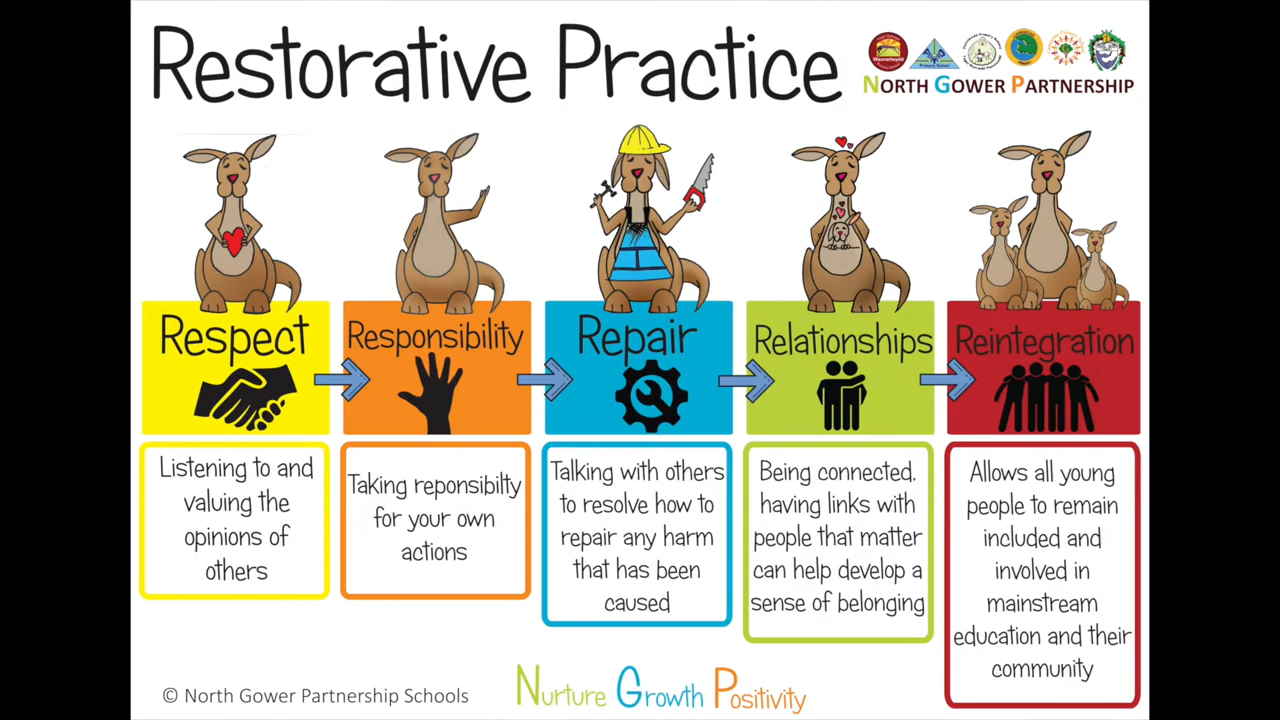 Restorative Practice
Waunarlwydd
Primary School
NORTH GOWER PARTNERSHIP
Respect
Responsibility
Repair
Relationships
Reintegration
Listening to and
valuing the
opinions of
others
Taking reponsibilty
for your own
actions
Talking with others
to resolve how to
repair any harm
that has been
caused
Being connected,
having links with
people that matter
can help develop a
sense of belonging
Allows all young
people to remain
included and
involved in
mainstream
education and their
community
© North Gower Partnership Schools
Nurture Growth Positivity